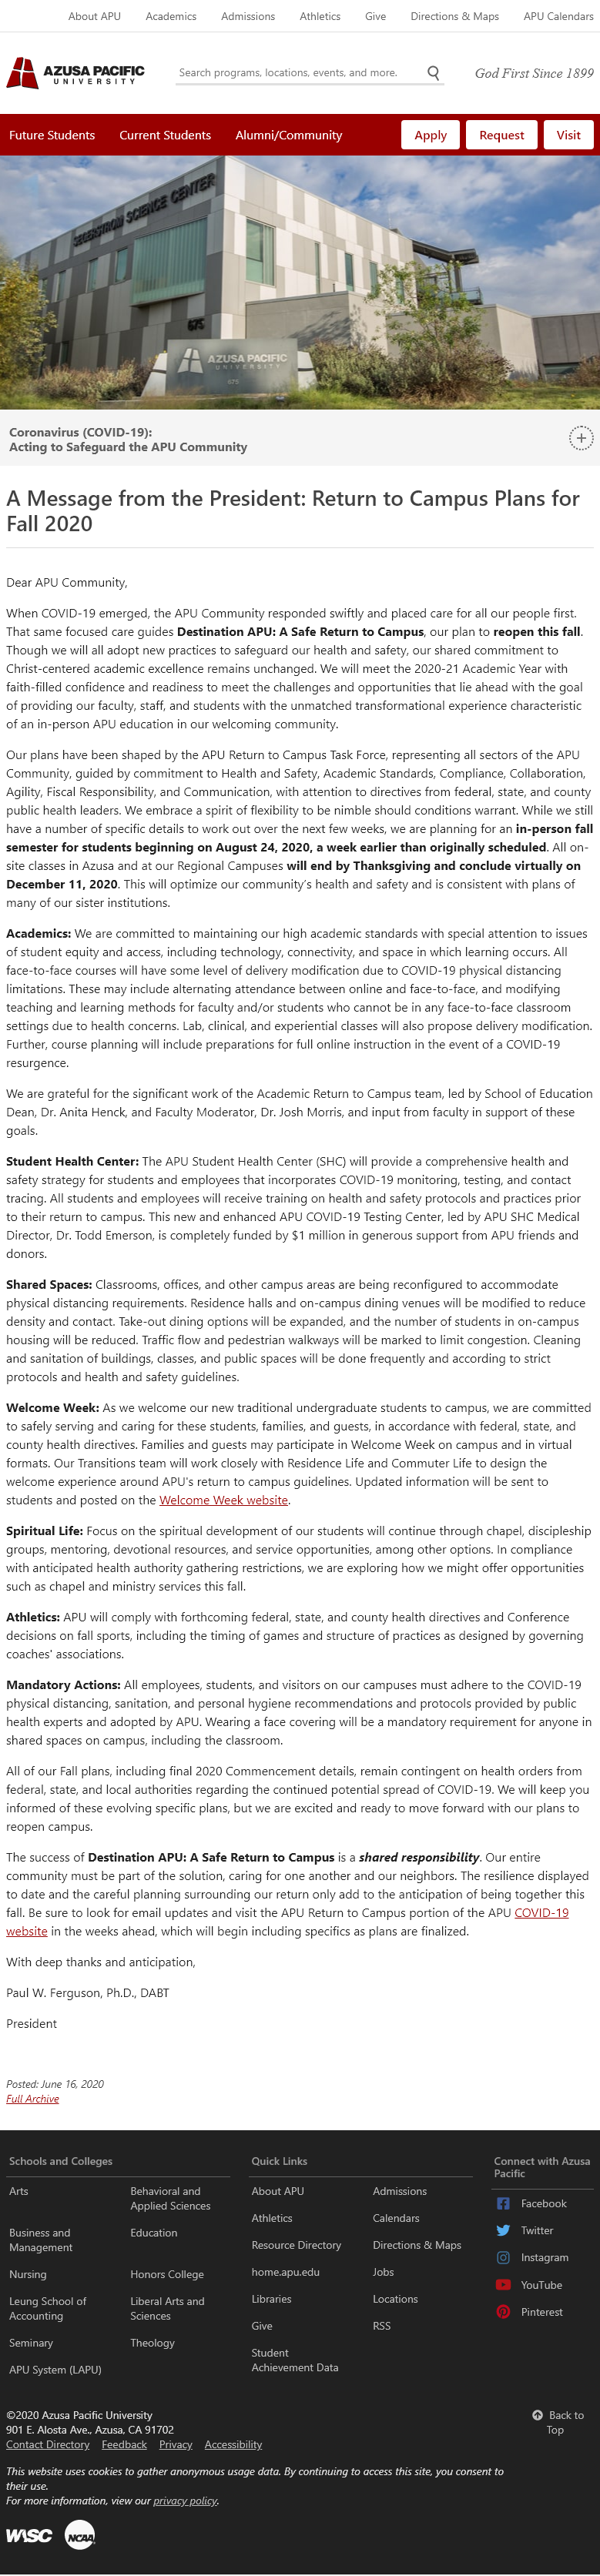 About APU Academics Admissions Athletics Give Directions & Maps APU Calendars
AZUSA PACIFIC
UNIVERSITY
Search programs, locations, events, and more.
God First Since 1899
Future Students Current Students Alumni/Community Apply Request Visit
SEGERSTROM SCIENCE CENTER
675
AZUSA PACIFIC
UNIVERSITY
Coronavirus (COVID-19):
Acting to Safeguard the APU Community
A Message from the President: Return to Campus Plans for
Fall 2020
Dear APU Community,
When COVID-19 emerged, the APU Community responded swiftly and placed care for all our people first.
That same focused care guides Destination APU: A Safe Return to Campus, our plan to reopen this fall.
Though we will all adopt new practices to safeguard our health and safety, our shared commitment to
Christ-centered academic excellence remains unchanged. We will meet the 2020-21 Academic Year with
faith-filled confidence and readiness to meet the challenges and opportunities that lie ahead with the goal
of providing our faculty, staff, and students with the unmatched transformational experience characteristic
of an in-person APU education in our welcoming community.
Our plans have been shaped by the APU Return to Campus Task Force, representing all sectors of the APU
Community, guided by commitment to Health and Safety, Academic Standards, Compliance, Collaboration,
Agility, Fiscal Responsibility, and Communication, with attention to directives from federal, state, and county
public health leaders. We embrace a spirit of flexibility to be nimble should conditions warrant. While we still
have a number of specific details to work out over the next few weeks, we are planning for an in-person fall
semester for students beginning on August 24, 2020, a week earlier than originally scheduled. All on-
site classes in Azusa and at our Regional Campuses will end by Thanksgiving and conclude virtually on
December 11, 2020. This will optimize our community’s health and safety and is consistent with plans of
many of our sister institutions.
Academics: We are committed to maintaining our high academic standards with special attention to issues
of student equity and access, including technology, connectivity, and space in which learning occurs. All
face-to-face courses will have some level of delivery modification due to COVID-19 physical distancing
limitations. These may include alternating attendance between online and face-to-face, and modifying
teaching and learning methods for faculty and/or students who cannot be in any face-to-face classroom
settings due to health concerns. Lab, clinical, and experiential classes will also propose delivery modification.
Further, course planning will include preparations for full online instruction in the event of a COVID-19
resurgence.
We are grateful for the significant work of the Academic Return to Campus team, led by School of Education
Dean, Dr. Anita Henck, and Faculty Moderator, Dr. Josh Morris, and input from faculty in support of these
goals.
Student Health Center: The APU Student Health Center (SHC) will provide a comprehensive health and
safety strategy for students and employees that incorporates COVID-19 monitoring, testing, and contact
tracing. All students and employees will receive training on health and safety protocols and practices prior
to their return to campus. This new and enhanced APU COVID-19 Testing Center, led by APU SHC Medical
Director, Dr. Todd Emerson, is completely funded by $1 million in generous support from APU friends and
donors.
Shared Spaces: Classrooms, offices, and other campus areas are being reconfigured to accommodate
physical distancing requirements. Residence halls and on-campus dining venues will be modified to reduce
density and contact. Take-out dining options will be expanded, and the number of students in on-campus
housing will be reduced. Traffic flow and pedestrian walkways will be marked to limit congestion. Cleaning
and sanitation of buildings, classes, and public spaces will be done frequently and according to strict
protocols and health and safety guidelines.
Welcome Week: As we welcome our new traditional undergraduate students to campus, we are committed
to safely serving and caring for these students, families, and guests, in accordance with federal, state, and
county health directives. Families and guests may participate in Welcome Week on campus and in virtual
formats. Our Transitions team will work closely with Residence Life and Commuter Life to design the
welcome experience around APU's return to campus guidelines. Updated information will be sent to
students and posted on the Welcome Week website.
Spiritual Life: Focus on the spiritual development of our students will continue through chapel, discipleship
groups, mentoring, devotional resources, and service opportunities, among other options. In compliance
with anticipated health authority gathering restrictions, we are exploring how we might offer opportunities
such as chapel and ministry services this fall.
Athletics: APU will comply with forthcoming federal, state, and county health directives and Conference
decisions on fall sports, including the timing of games and structure of practices as designed by governing
coaches' associations.
Mandatory Actions: All employees, students, and visitors on our campuses must adhere to the COVID-19
physical distancing, sanitation, and personal hygiene recommendations and protocols provided by public
health experts and adopted by APU. Wearing a face covering will be a mandatory requirement for anyone in
shared spaces on campus, including the classroom.
All of our Fall plans, including final 2020 Commencement details, remain contingent on health orders from
federal, state, and local authorities regarding the continued potential spread of COVID-19. We will keep you
informed of these evolving specific plans, but we are excited and ready to move forward with our plans to
reopen campus.
The success of Destination APU: A Safe Return to Campus is a shared responsibility. Our entire
community must be part of the solution, caring for one another and our neighbors. The resilience displayed
to date and the careful planning surrounding our return only add to the anticipation of being together this
fall. Be sure to look for email updates and visit the APU Return to Campus portion of the APU COVID-19
website in the weeks ahead, which will begin including specifics as plans are finalized.
With deep thanks and anticipation,
Paul W. Ferguson, Ph.D., DABT
President
Posted: June 16, 2020
Full Archive
Schools and Colleges
Arts
Behavioral and
Applied Sciences
Business and
Management
Education
Nursing
Honors College
Leung School of
Accounting
Liberal Arts and
Sciences
Seminary
Theology
APU System (LAPU)
Quick Links
About APU
Admissions
Athletics
Calendars
Resource Directory
Directions & Maps
home.apu.edu
Jobs
Libraries
Locations
Give
RSS
Student
Achievement Data
Connect with Azusa
Pacific
Facebook
Twitter
Instagram
YouTube
Pinterest
©2020 Azusa Pacific University
901 E. Alosta Ave., Azusa, CA 91702
Contact Directory Feedback Privacy Accessibility
Back to
Top
This website uses cookies to gather anonymous usage data. By continuing to access this site, you consent to
their use.
For more information, view our privacy policy.
WASC
NCAA